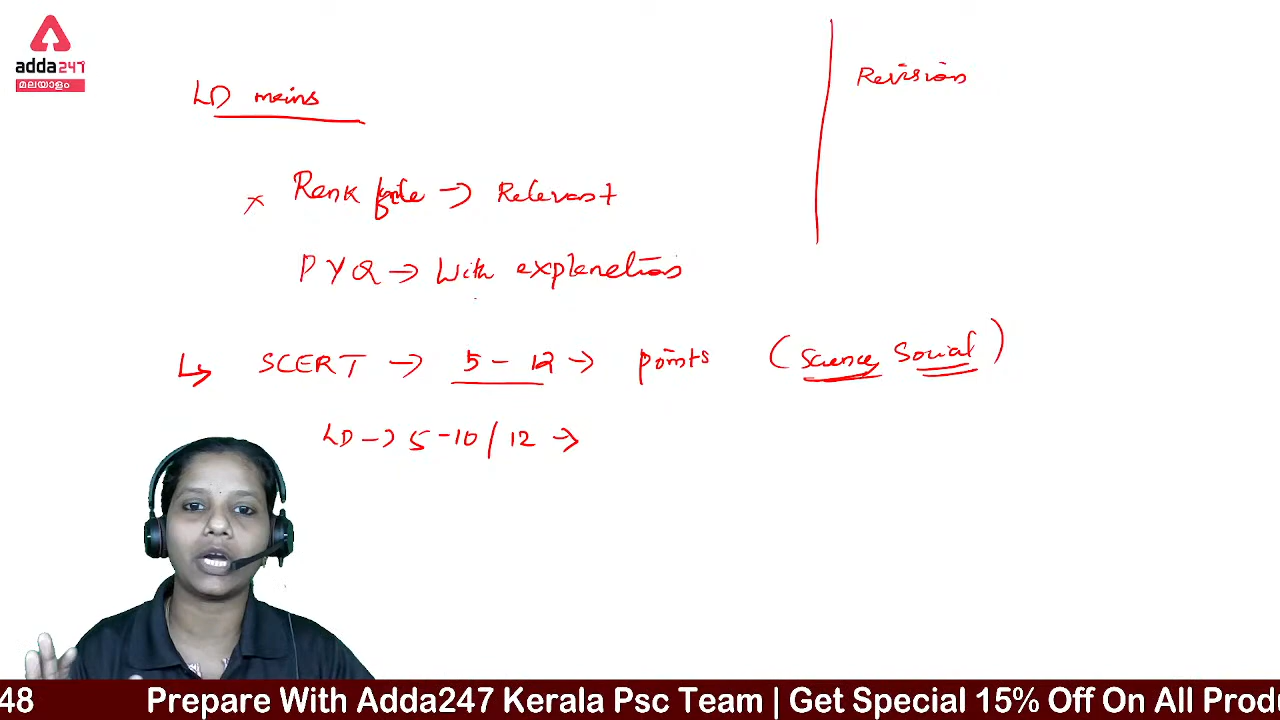 adda247
മലയാളം
LD mains
Revision
x Rank file → Relevant
PYQ → With explanations
↳ SCERT → 5 - 12 → points (Science, Social)
LD → 5 - 10 / 12 →
48 Prepare With Adda247 Kerala Psc Team | Get Special 15% Off On All Produ